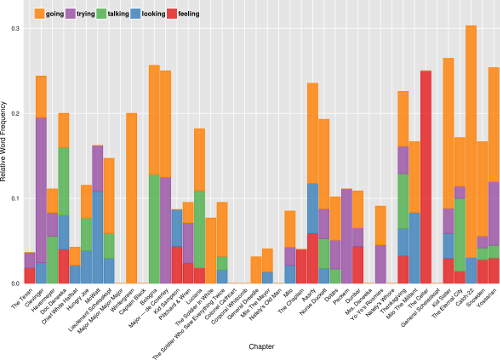 going trying talking looking feeling
Relative Word Frequency
0.3
0.2
0.1
0.0
The Texan
Clevinger
Havermeyer
Doc Daneeka
Chief White Halfoat
Hungry Joe
McWatt
Lieutenant Scheisskopf
Major Major Major Major
Wintergreen
Captain Black
Bologna
Major—de Coverley
Kid Sampson
Piltchard & Wren
Luciana
The Soldier in White
The Soldier Who Saw Everything Twice
Colonel Cathcart
Corporal Whitcomb
General Dreedle
Milo The Mayor
Nately's Old Man
Milo
The Chaplain
Aarfy
Nurse Duckett
Dobbs
Peckem
Dunbar
Mrs. Daneeka
Yo-Yo's Roomies
Nately's Whore
Thanksgiving
Milo The Militant
The Cellar
General Scheisskopf
Kid Sister
The Eternal City
Catch-22
Snowden
Yossarian
Chapter